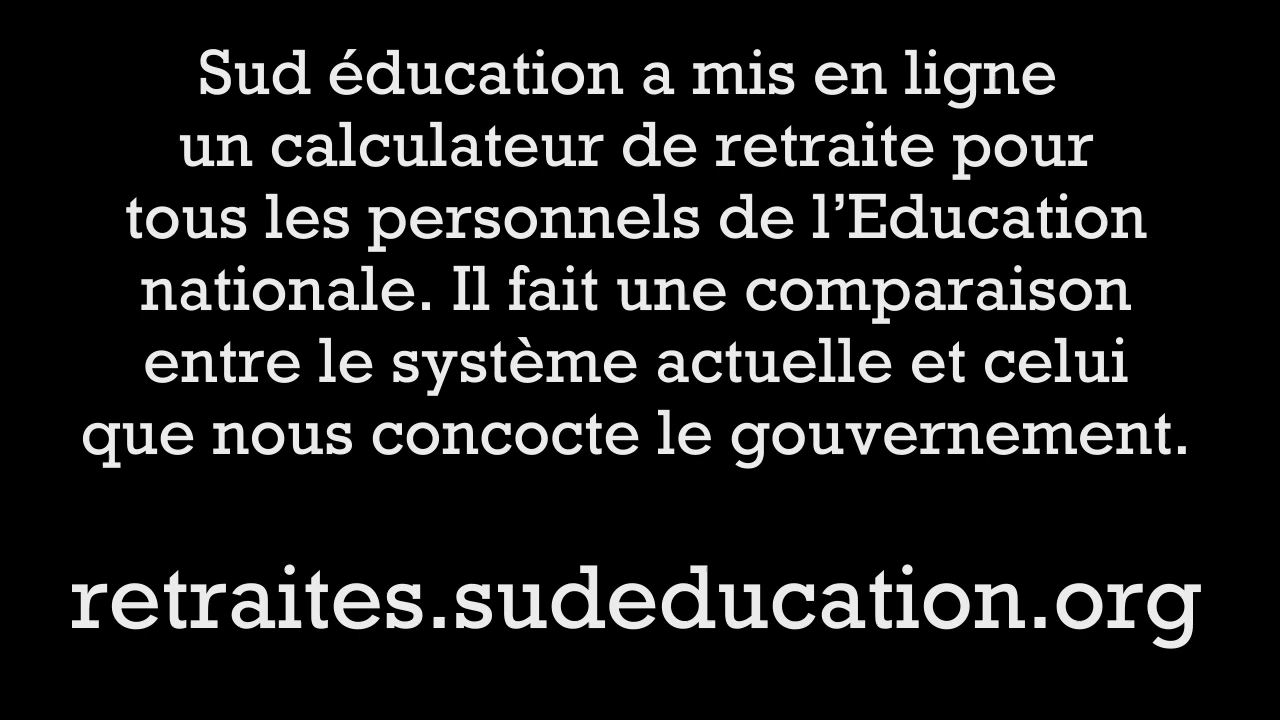 Sud éducation a mis en ligne
un calculateur de retraite pour
tous les personnels de l’Education
nationale. Il fait une comparaison
entre le système actuelle et celui
que nous concocte le gouvernement.
retraites.sudeducation.org